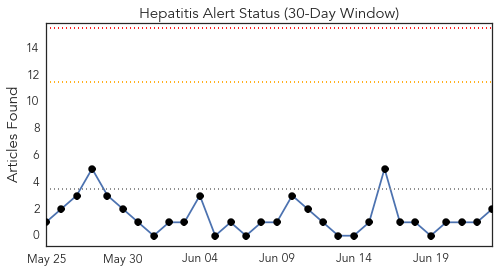 Hepatitis Alert Status (30-Day Window)
Articles Found
14
12
10
8
6
4
2
0
May 25
May 30
Jun 04
Jun 09
Jun 14
Jun 19